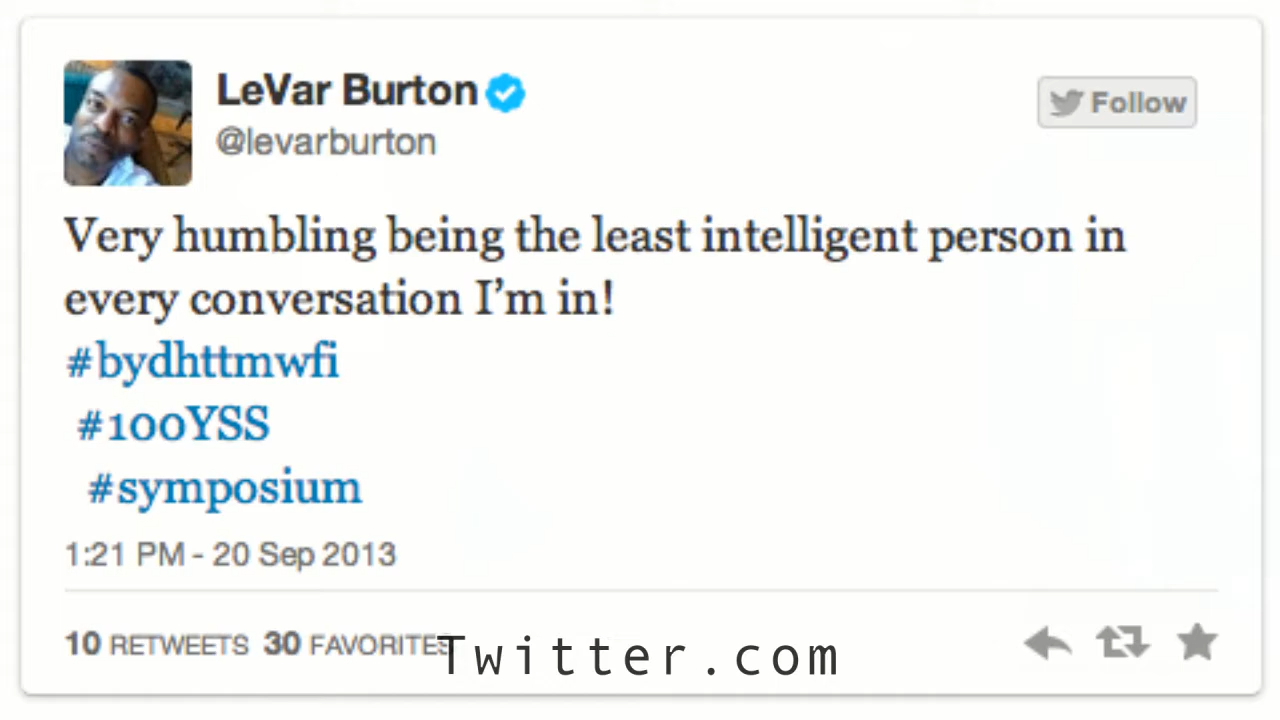 LeVar Burton
@levarburton
Follow
Very humbling being the least intelligent person in
every conversation I'm in!
#bydhttmwfi
#100YSS
#symposium
1:21 PM - 20 Sep 2013
10 RETWEETS 30 FAVORITES
Twitter.com